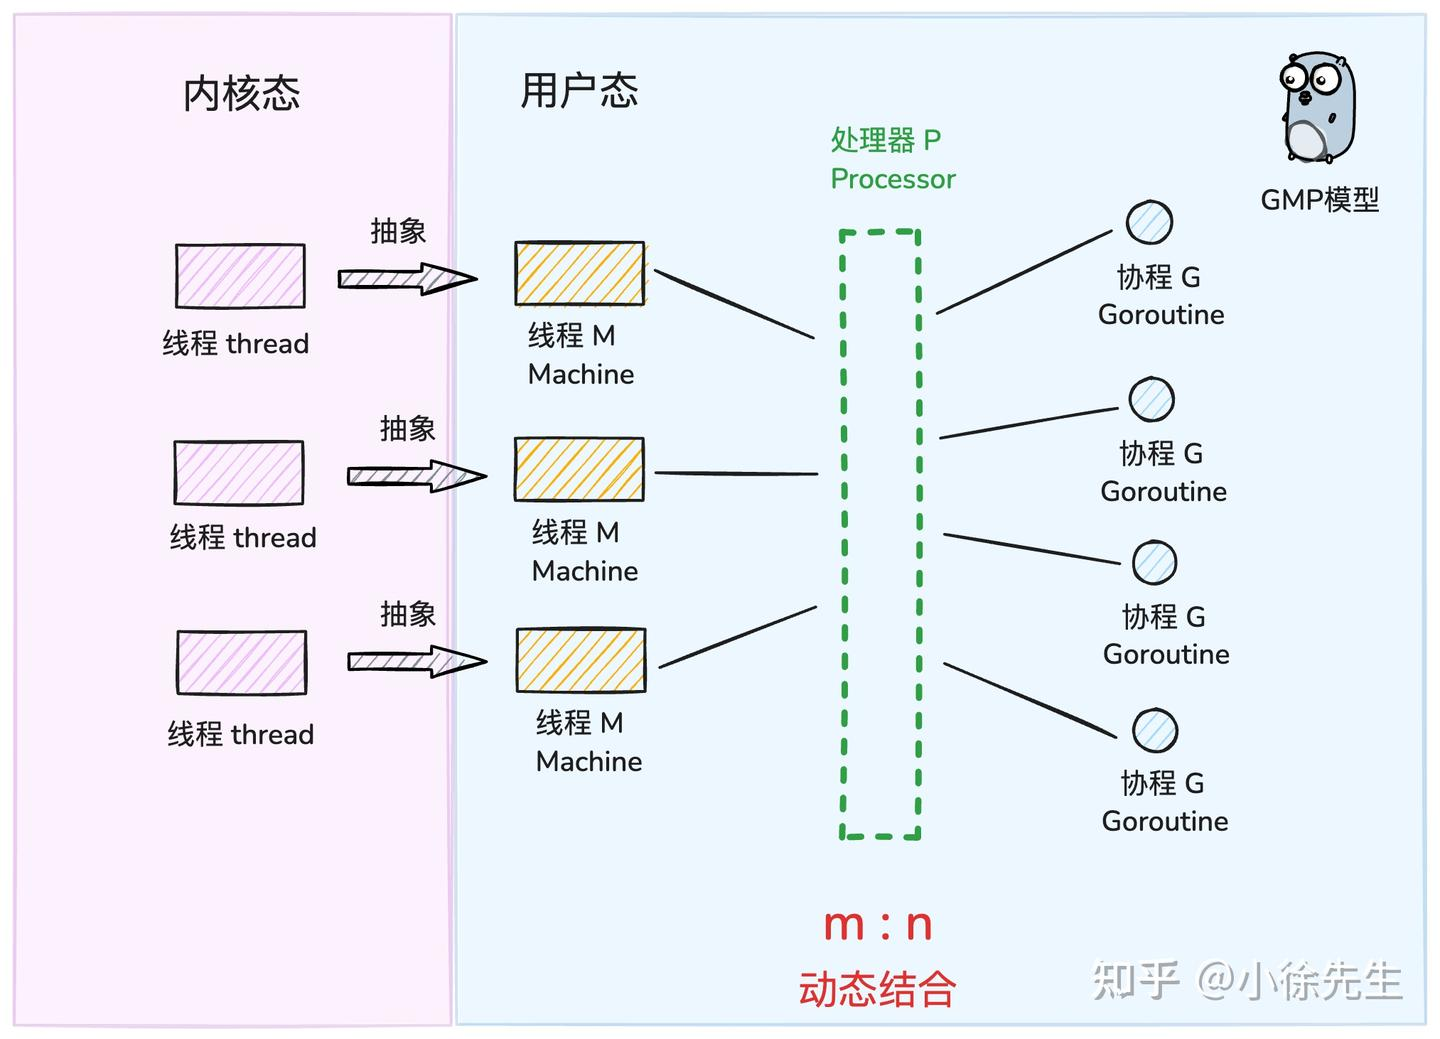 内核态
用户态
处理器 P
Processor
GMP模型
抽象
线程 thread
线程 M
Machine
协程 G
Goroutine
抽象
线程 thread
线程 M
Machine
协程 G
Goroutine
抽象
线程 thread
线程 M
Machine
协程 G
Goroutine
协程 G
Goroutine
m : n
动态结合
知乎 @小徐先生